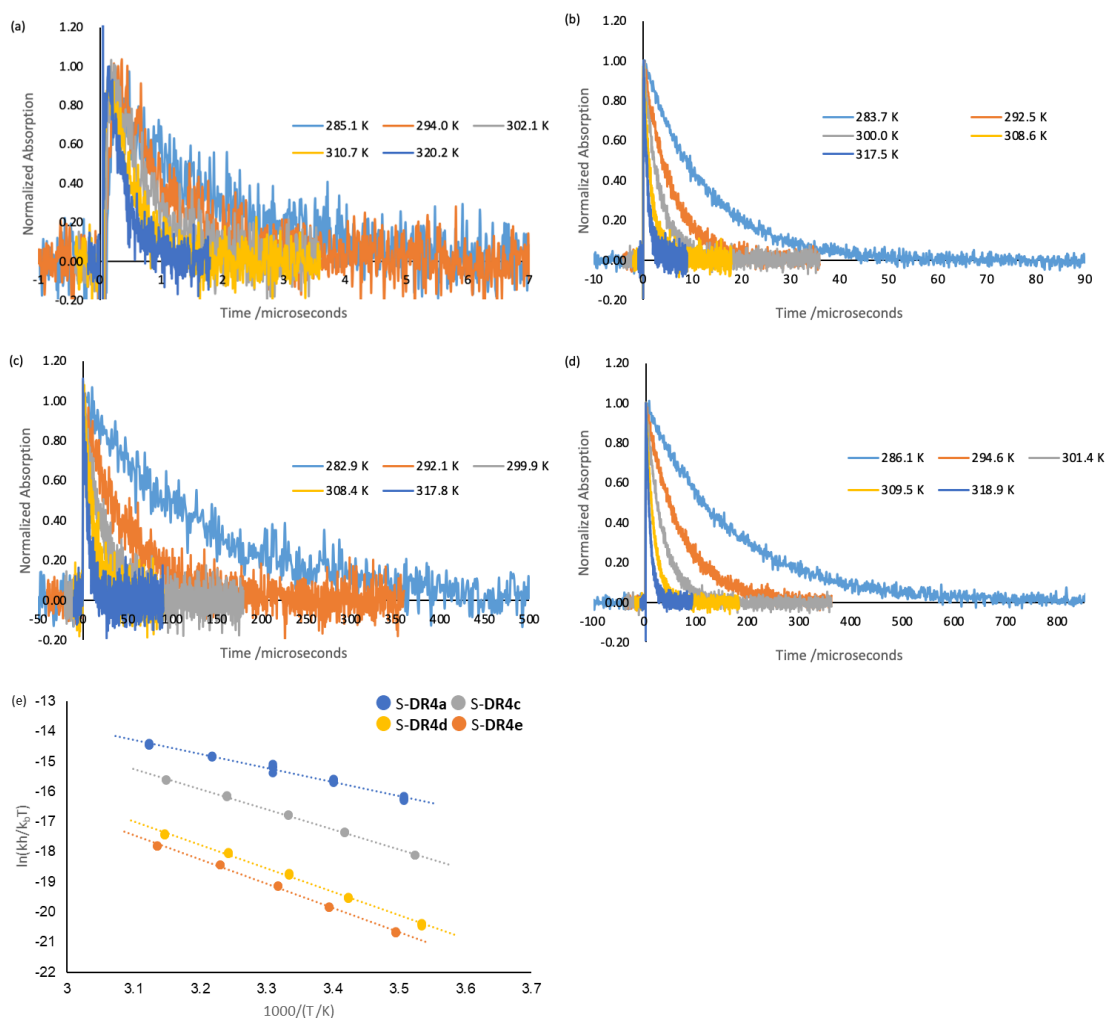 (a)
Normalized Absorption
1.20
1.00
0.80
0.60
0.40
0.20
0.00
-0.20
-1 0 1 2 3 4 5 6 7
285.1 K 294.0 K 302.1 K
310.7 K 320.2 K
Time /microseconds
(b)
Normalized Absorption
1.20
1.00
0.80
0.60
0.40
0.20
0.00
-0.20
-10 0 10 20 30 40 50 60 70 80 90
283.7 K 292.5 K
300.0 K 308.6 K
317.5 K
Time /microseconds
(c)
Normalized Absorption
1.20
1.00
0.80
0.60
0.40
0.20
0.00
-0.20
-50 0 50 100 150 200 250 300 350 400 450 500
282.9 K 292.1 K 299.9 K
308.4 K 317.8 K
Time /microseconds
(d)
Normalized Absorption
1.20
1.00
0.80
0.60
0.40
0.20
0.00
-0.20
-100 0 100 200 300 400 500 600 700 800
286.1 K 294.6 K 301.4 K
309.5 K 318.9 K
Time /microseconds
(e)
ln(kh/k_bT)
-13
-14
-15
-16
-17
-18
-19
-20
-21
-22
3 3.1 3.2 3.3 3.4 3.5 3.6 3.7
S-DR4a S-DR4c
S-DR4d S-DR4e
1000/(T/K)